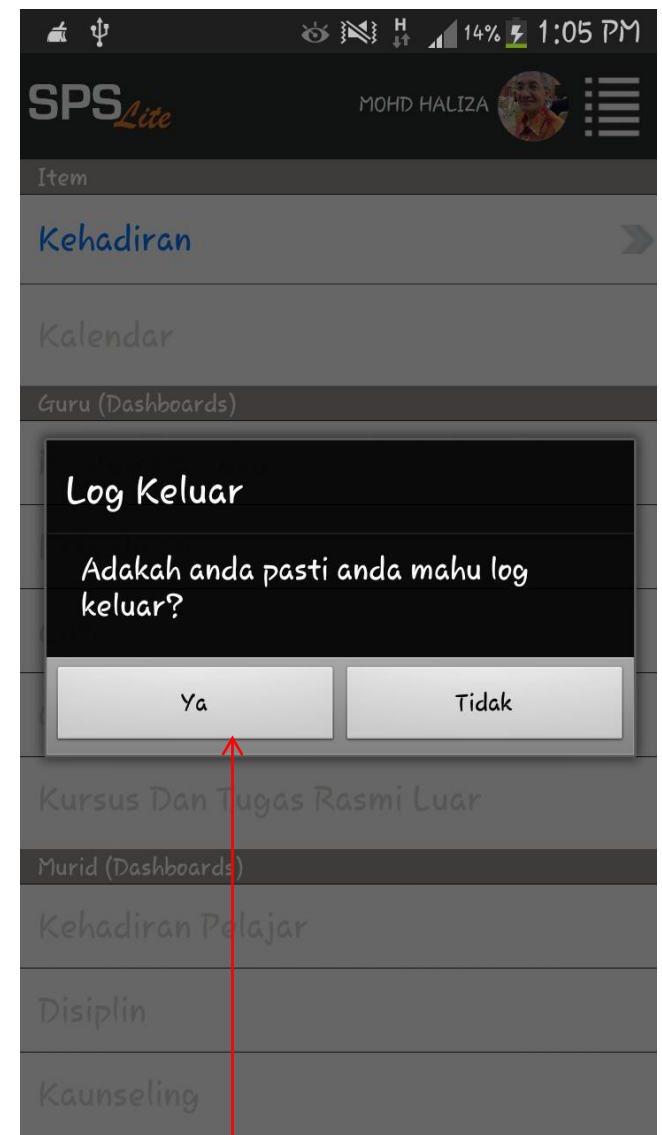 14% 1:05 PM
SPS Lite MOHD HALIZA
Item
Kehadiran
Kalendar
Guru (Dashboards)
Log Keluar
Adakah anda pasti anda mahu log
keluar?
Ya Tidak
Kursus Dan Tugas Rasmi Luar
Murid (Dashboards)
Kehadiran Pelajar
Disiplin
Kaunseling